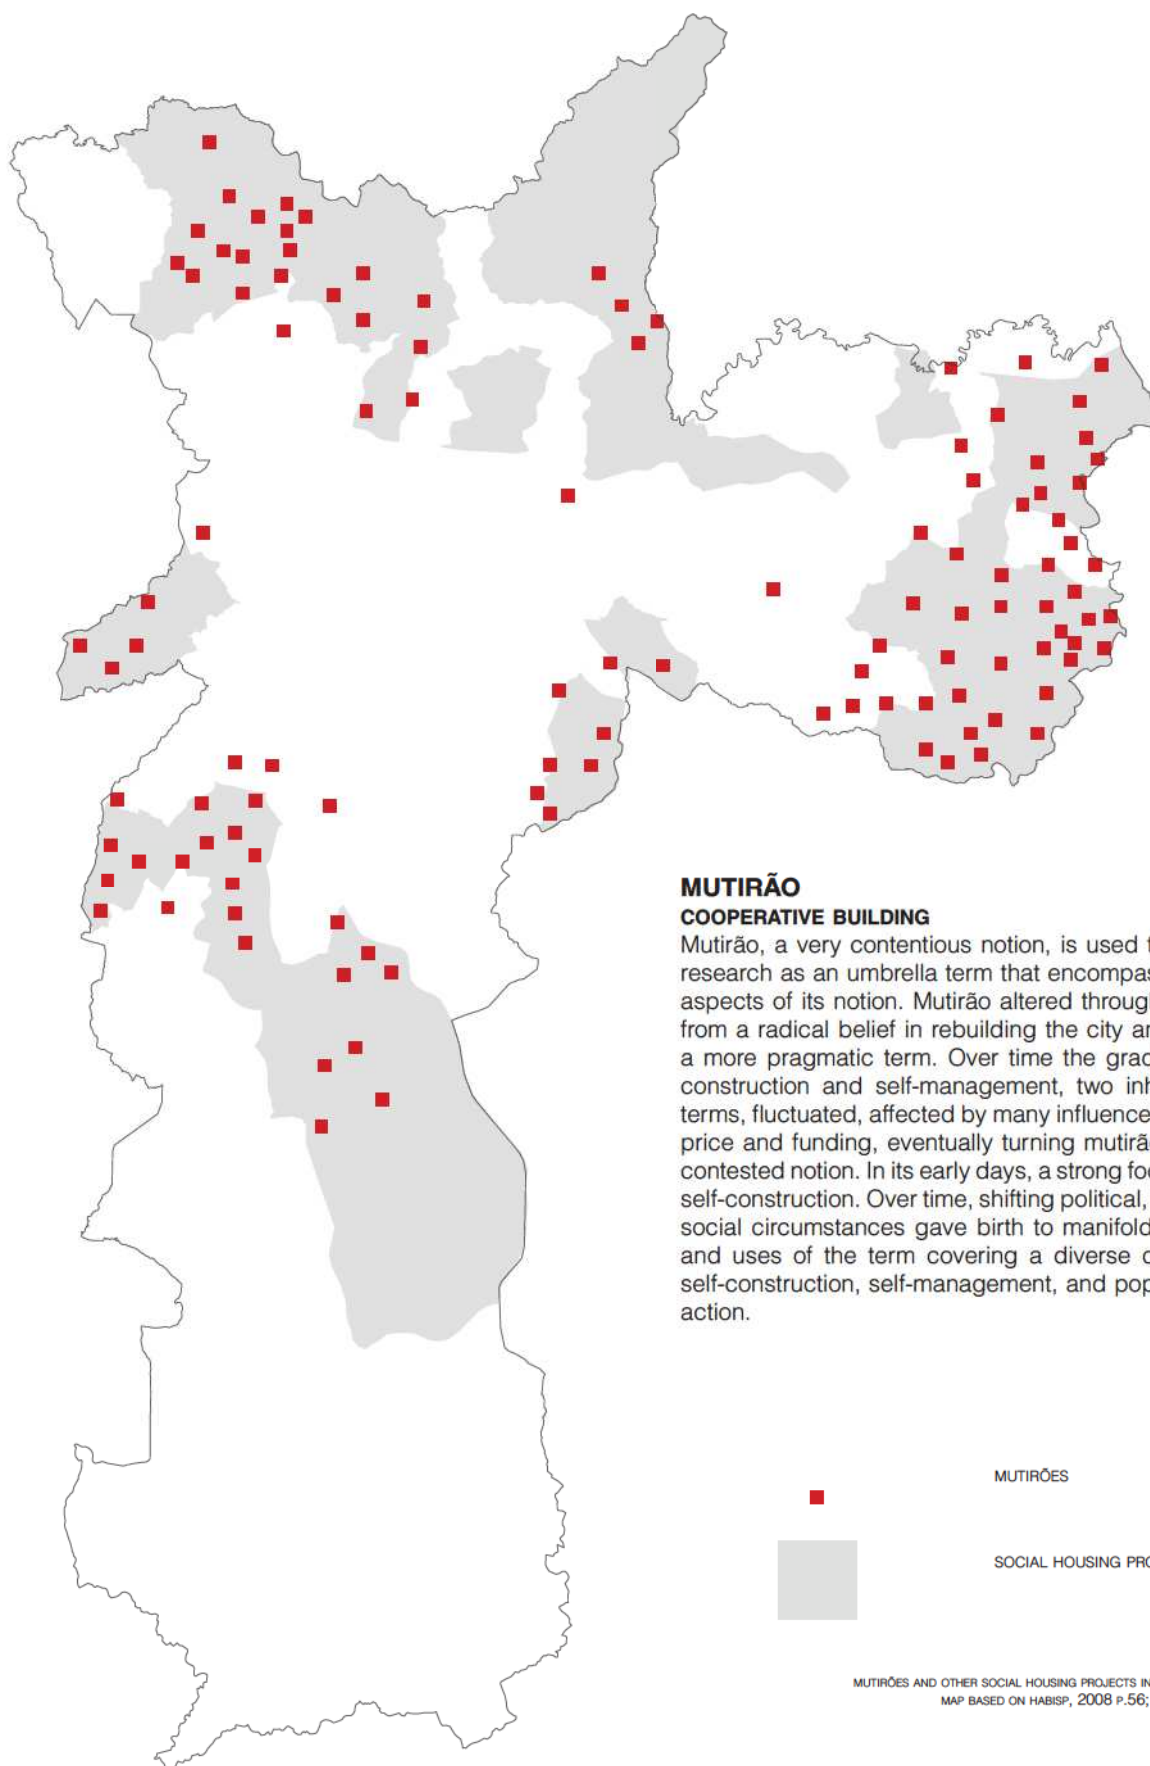 MUTIRÃO
COOPERATIVE BUILDING
Mutirão, a very contentious notion, is used
research as an umbrella term that encompas
aspects of its notion. Mutirão altered through
from a radical belief in rebuilding the city
a more pragmatic term. Over time the grad
construction and self-management, two inh
terms, fluctuated, affected by many influence
price and funding, eventually turning mutirã
contested notion. In its early days, a strong fo
self-construction. Over time, shifting political,
social circumstances gave birth to manifold
and uses of the term covering a diverse
self-construction, self-management, and pop
action.
MUTIRÕES
SOCIAL HOUSING PRO
MUTIRÕES AND OTHER SOCIAL HOUSING PROJECTS IN
MAP BASED ON HABISP, 2008 P.56;